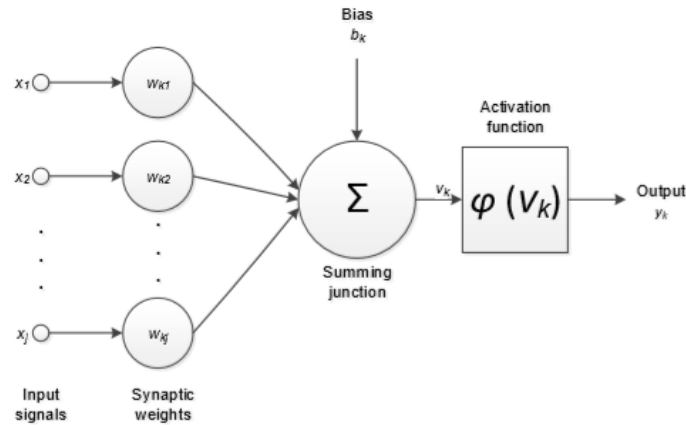 Bias
b_k
x_1
w_k1
Activation
function
x_2
w_k2
Σ
v_k
φ (V_k)
Output
y_k
. . .
. . .
Summing
junction
x_j
w_kj
Input
signals
Synaptic
weights